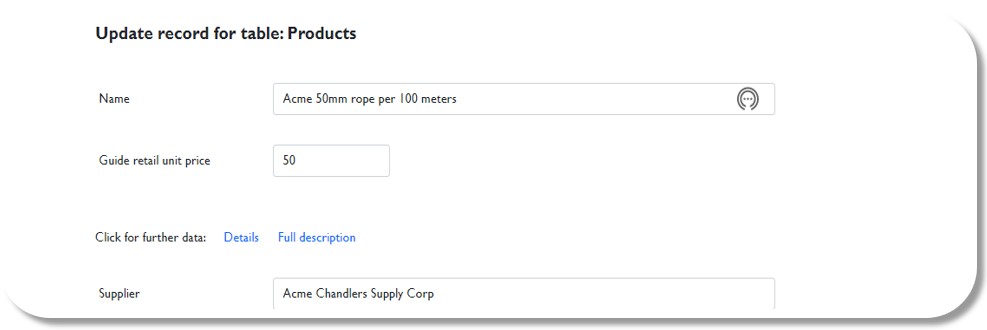 Update record for table: Products
Name Acme 50mm rope per 100 meters
Guide retail unit price 50
Click for further data: Details Full description
Supplier Acme Chandlers Supply Corp